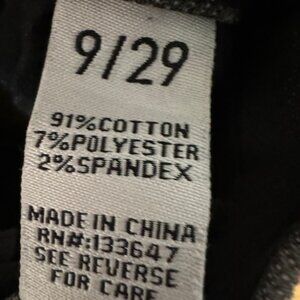 9/29
91%COTTON
7%POLYESTER
2%SPANDEX
MADE IN CHINA
RN#:133647
SEE REVERSE
FOR CARE